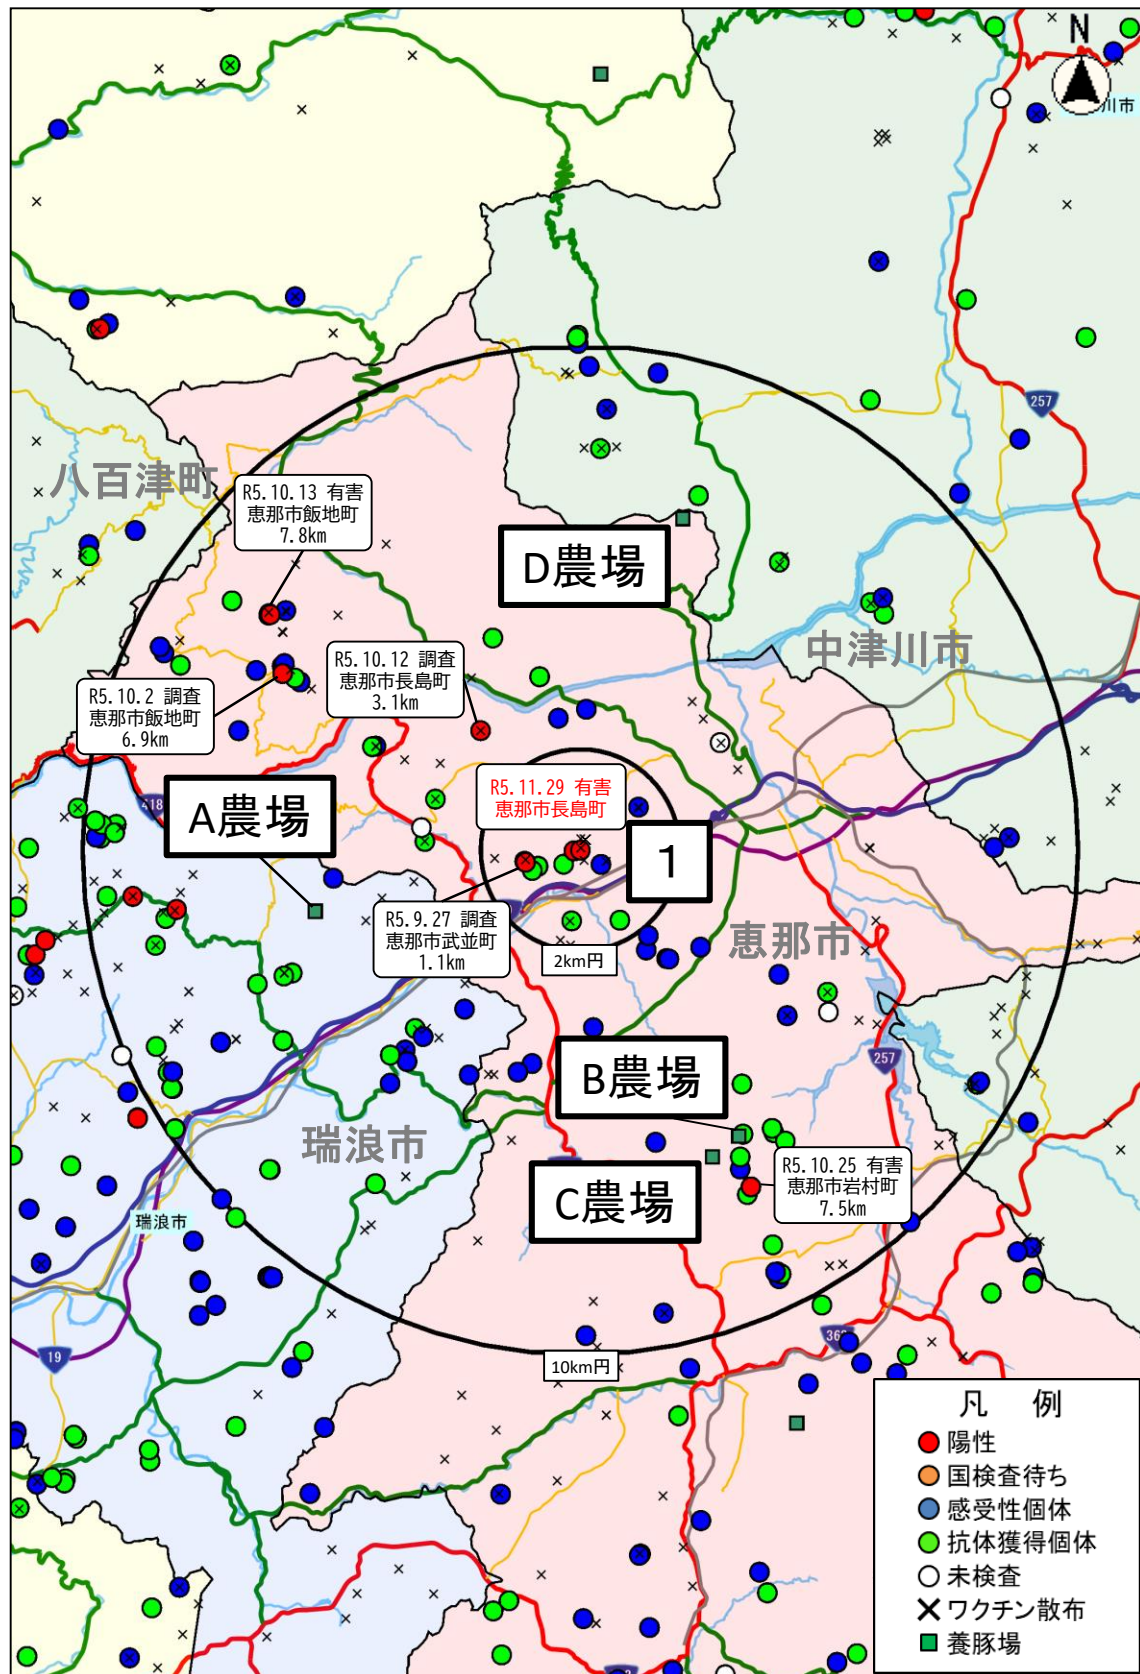 N
川市
257
八百津町
R5.10.13 有害
恵那市飯地町
7.8km
D農場
中津川市
R5.10.12 調査
恵那市長島町
3.1km
R5.10.2 調査
恵那市飯地町
6.9km
R5.11.29 有害
恵那市長島町
418
A農場
1
R5.9.27 調査
恵那市武並町
1.1km
恵那市
2km円
B農場
257
瑞浪市
C農場
R5.10.25 有害
恵那市岩村町
7.5km
瑞浪市
19
10km円
凡 例
陽性
国検査待ち
感受性個体
抗体獲得個体
未検査
ワクチン散布
養豚場